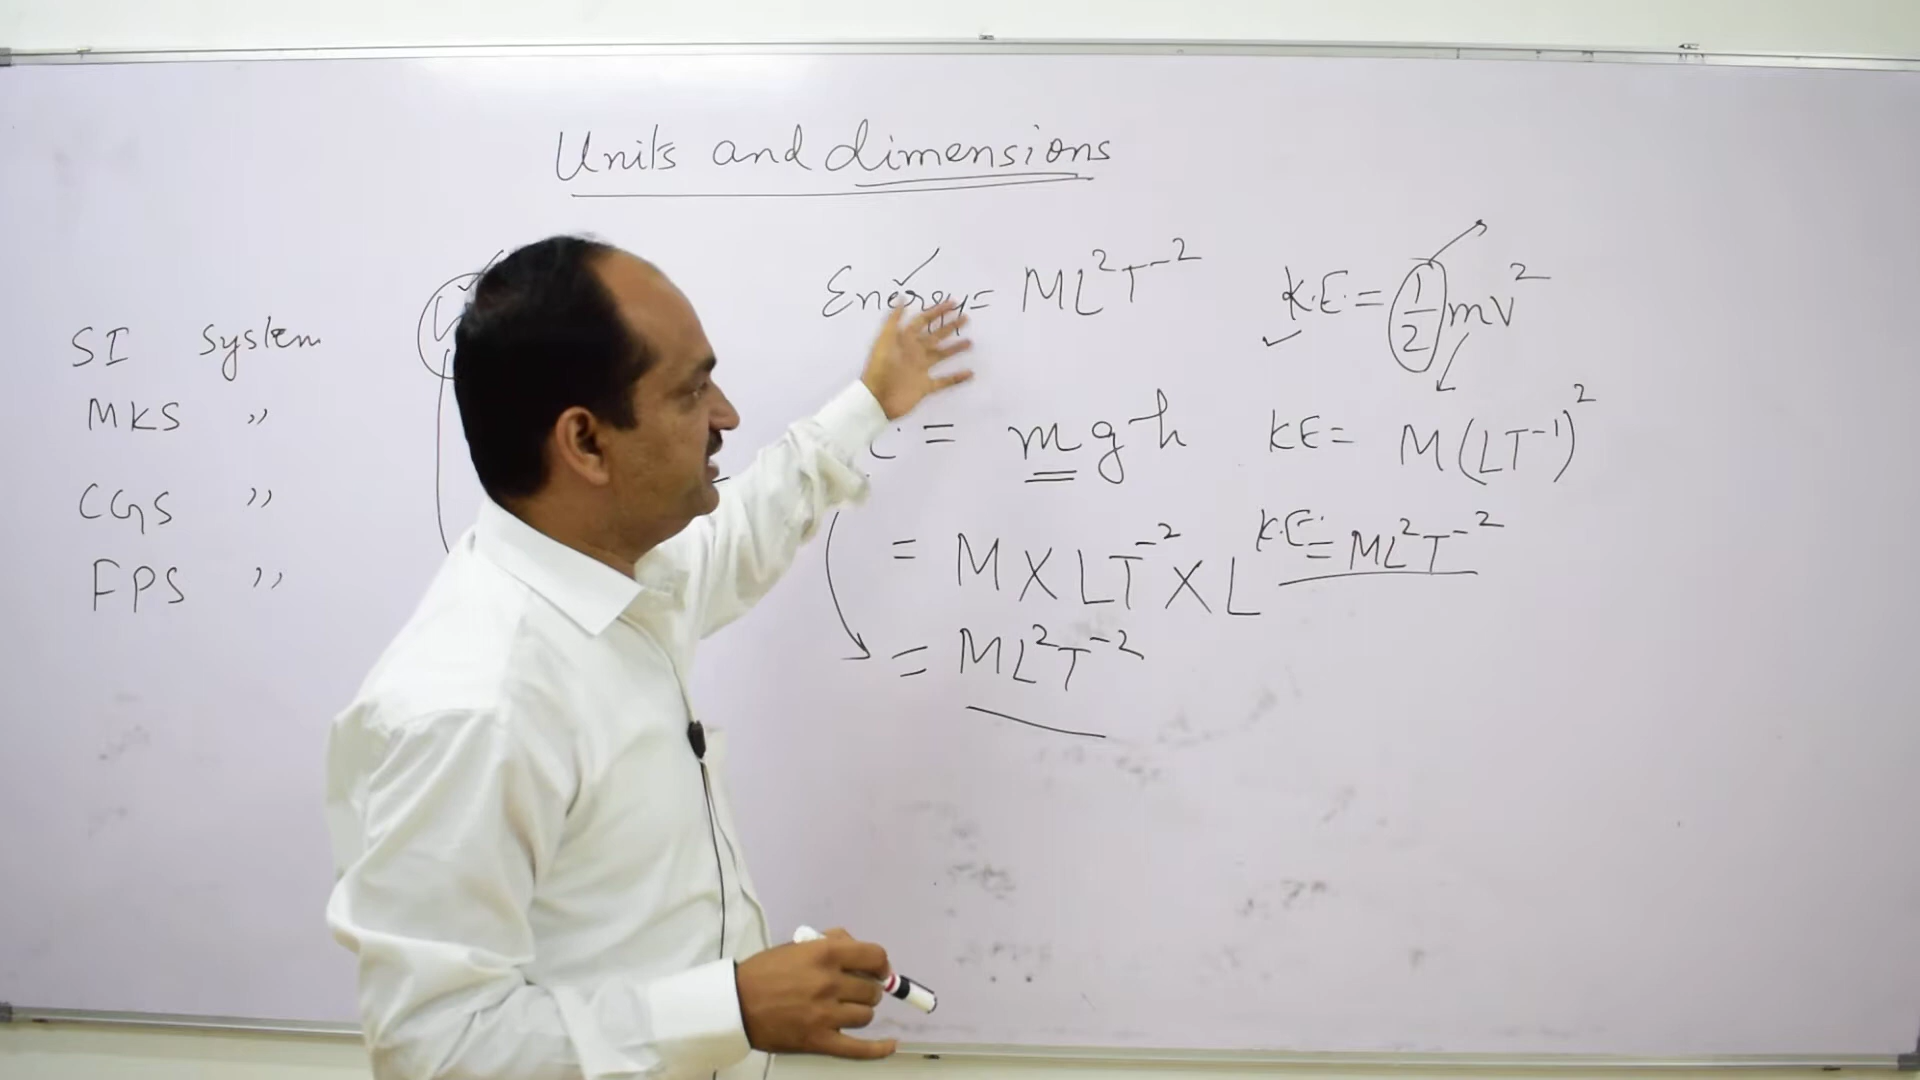 Units and dimensions
SI System
MKS ,,
CGS ,,
FPS ,,
Energy = ML²T⁻²
= mgh
= M X LT⁻² X L
= ML²T⁻²
K.E. = 1/2 mv²
KE = M(LT⁻¹)²
K.E. = ML²T⁻²